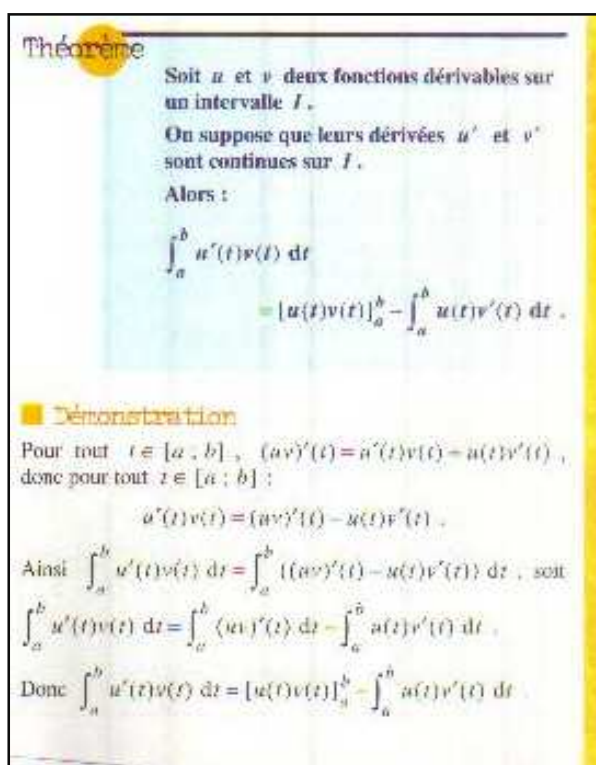 Théorème
Soit u et v deux fonctions dérivables sur
un intervalle I.
On suppose que leurs dérivées u' et v'
sont continues sur I.
Alors :
∫_a^b u'(t)v(t) dt
= [u(t)v(t)]_a^b − ∫_a^b u(t)v'(t) dt .
Démonstration
Pour tout t ∈ [a ; b] , (uv)'(t) = u'(t)v(t) + u(t)v'(t) ,
donc pour tout t ∈ [a ; b] :
u'(t)v(t) = (uv)'(t) − u(t)v'(t) .
Ainsi ∫_a^b u'(t)v(t) dt = ∫_a^b ((uv)'(t) − u(t)v'(t)) dt , soit
∫_a^b u'(t)v(t) dt = ∫_a^b (uv)'(t) dt − ∫_a^b u(t)v'(t) dt .
Donc ∫_a^b u'(t)v(t) dt = [u(t)v(t)]_a^b − ∫_a^b u(t)v'(t) dt .